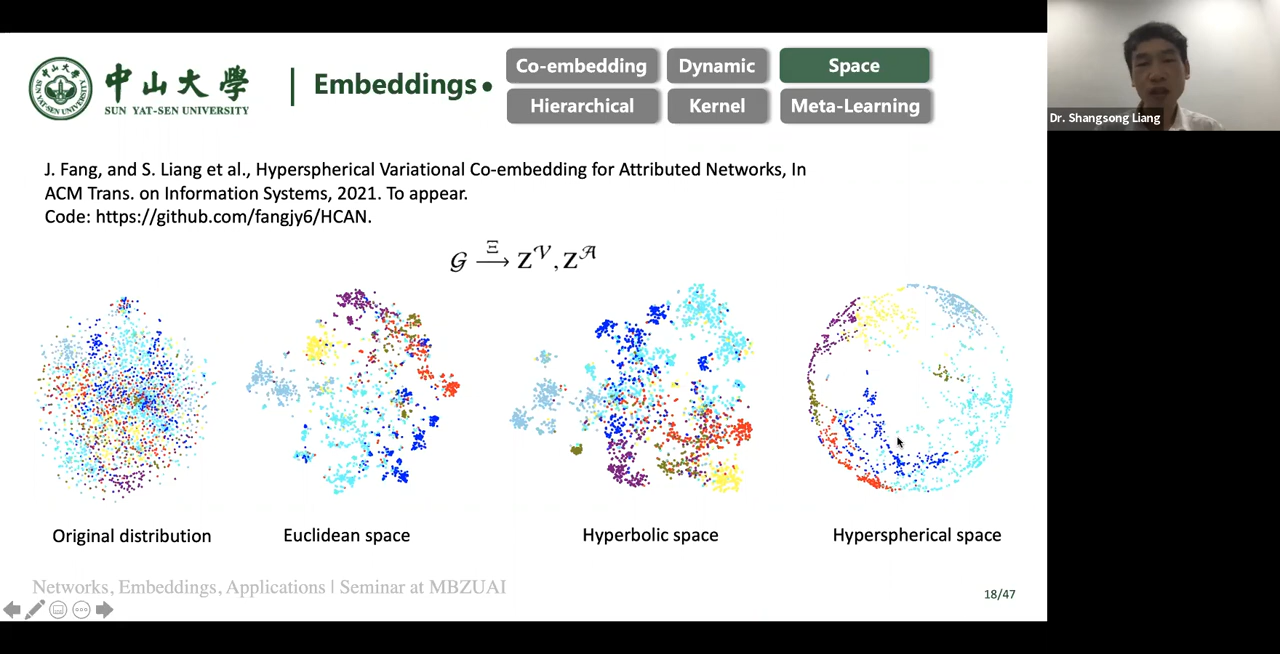 中山大學
SUN YAT-SEN UNIVERSITY
Embeddings•
Co-embedding
Dynamic
Space
Hierarchical
Kernel
Meta-Learning
Dr. Shangsong Liang
J. Fang, and S. Liang et al., Hyperspherical Variational Co-embedding for Attributed Networks, In
ACM Trans. on Information Systems, 2021. To appear.
Code: https://github.com/fangjy6/HCAN.
𝒢 Ξ⟶ Z^𝒱, Z^𝒜
Original distribution
Euclidean space
Hyperbolic space
Hyperspherical space
Networks, Embeddings, Applications | Seminar at MBZUAI
18/47